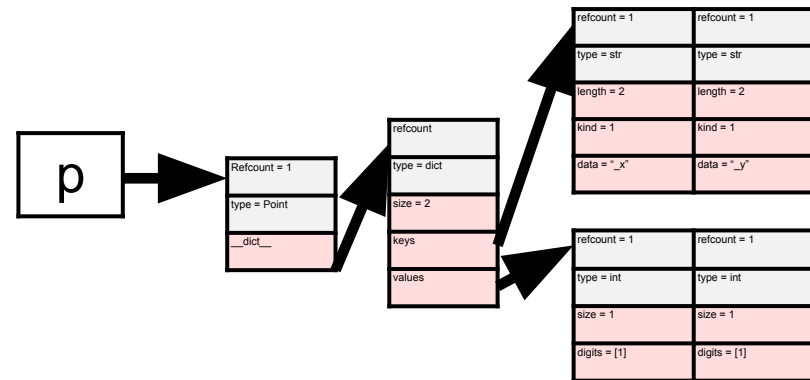 p
Refcount = 1
type = Point
__dict__
refcount
type = dict
size = 2
keys
values
refcount = 1 refcount = 1
type = str type = str
length = 2 length = 2
kind = 1 kind = 1
data = “_x” data = “_y”
refcount = 1 refcount = 1
type = int type = int
size = 1 size = 1
digits = [1] digits = [1]